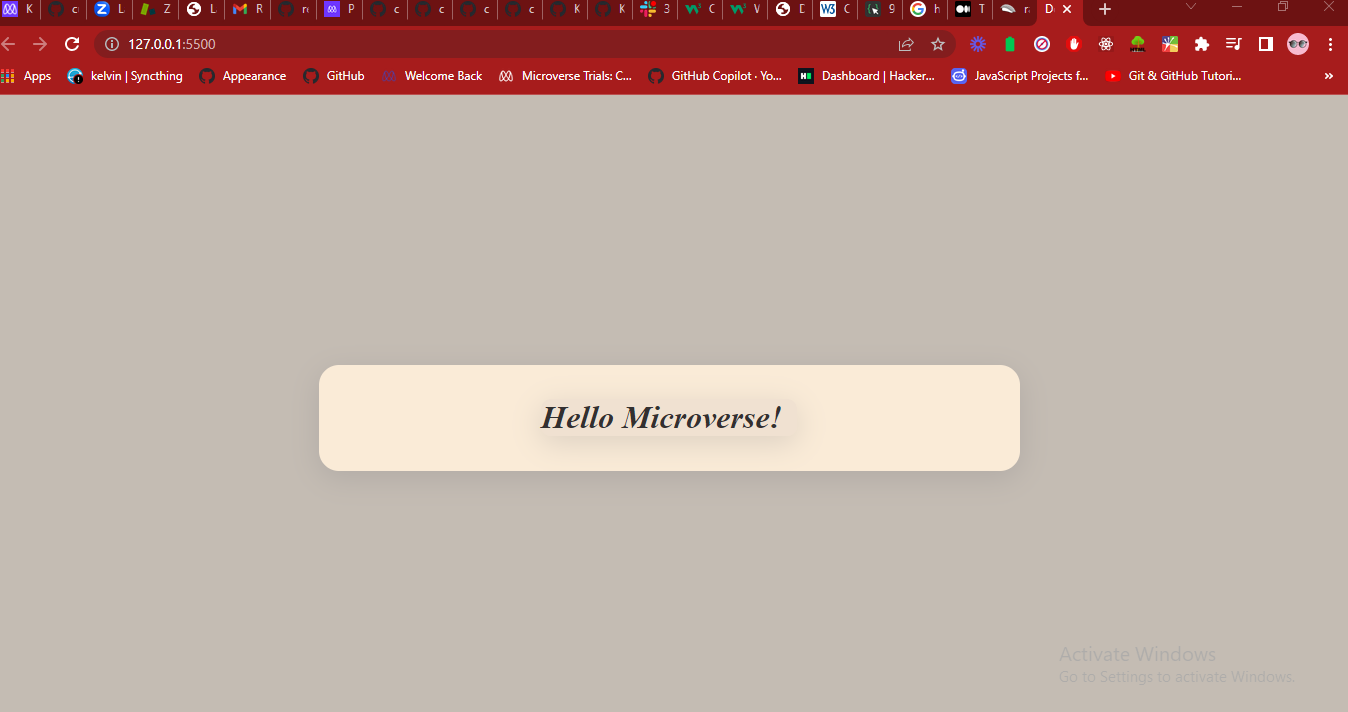 K c L Z L R r P c c c c K K 3 C V D C 9 h T r D
127.0.0.1:5500
Apps kelvin | Syncthing Appearance GitHub Welcome Back Microverse Trials: C... GitHub Copilot · Yo... Dashboard | Hacker... JavaScript Projects f... Git & GitHub Tutori... »
Hello Microverse!
Activate Windows
Go to Settings to activate Windows.